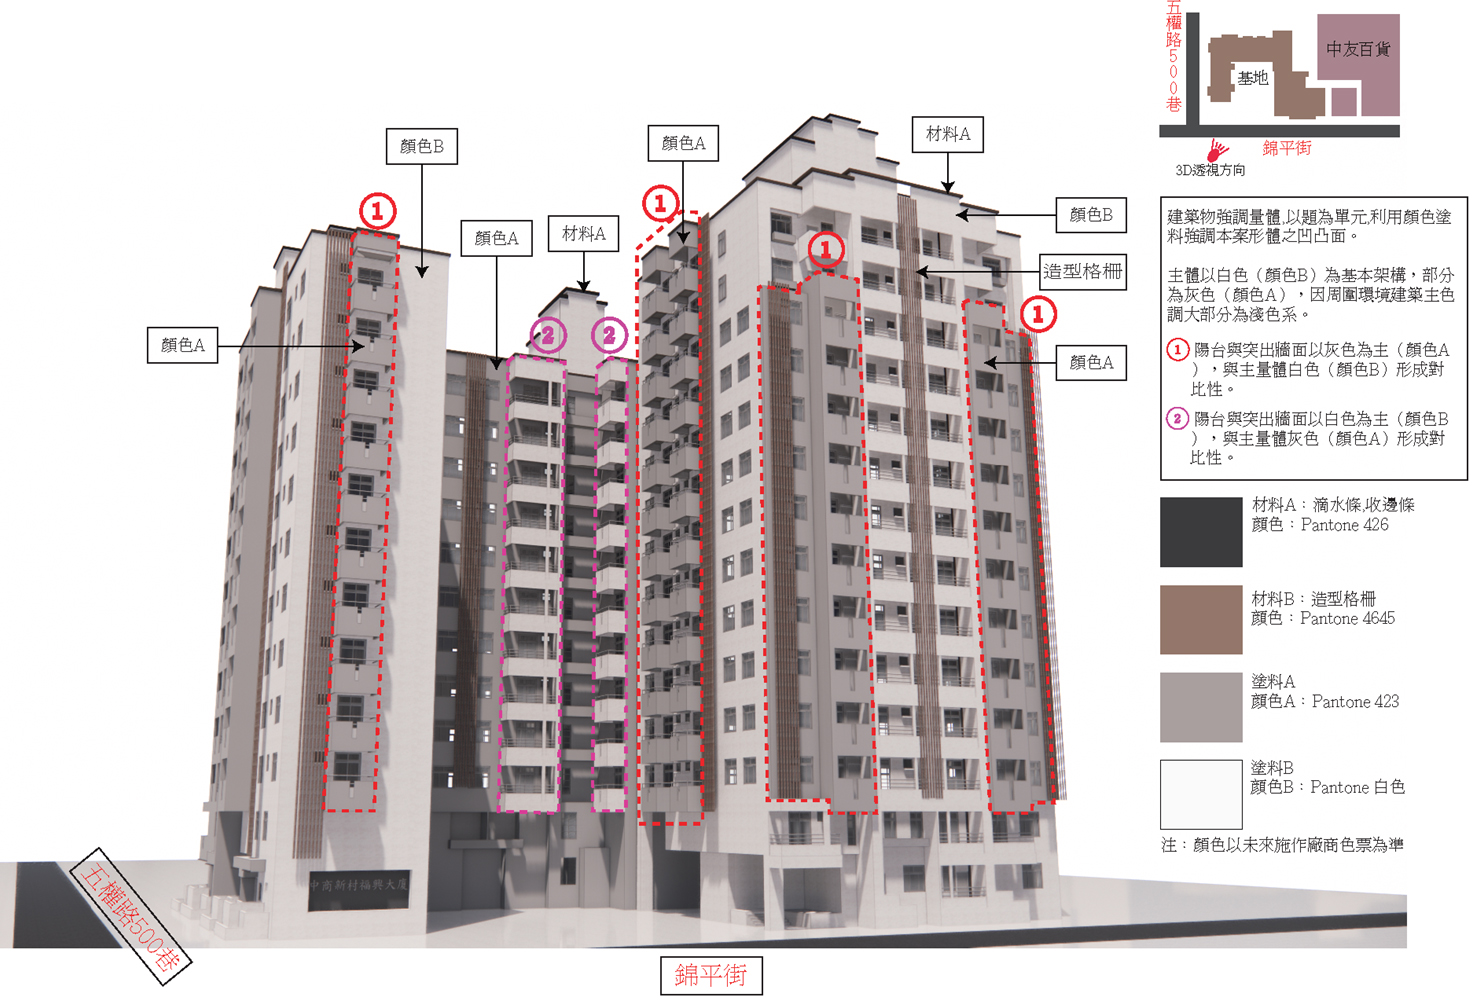 五權路500巷
中友百貨
基地
錦平街
3D透視方向
顏色B
顏色A
材料A
1
1
材料A
顏色A
顏色B
造型格柵
1
1
2
2
顏色A
顏色A
建築物強調量體,以題為單元,利用顏色塗
料強調本案形體之凹凸面。
主體以白色（顏色B）為基本架構，部分
為灰色（顏色A），因周圍環境建築主色
調大部分為淺色系。
1 陽台與突出牆面以灰色為主（顏色A
），與主量體白色（顏色B）形成對
比性。
2 陽台與突出牆面以白色為主（顏色B
），與主量體灰色（顏色A）形成對
比性。
材料A：滴水條,收邊條
顏色：Pantone 426
材料B：造型格柵
顏色：Pantone 4645
塗料A
顏色A：Pantone 423
塗料B
顏色B：Pantone 白色
注：顏色以未來施作廠商色票為準
中南新村福興大廈
五權路500巷
錦平街